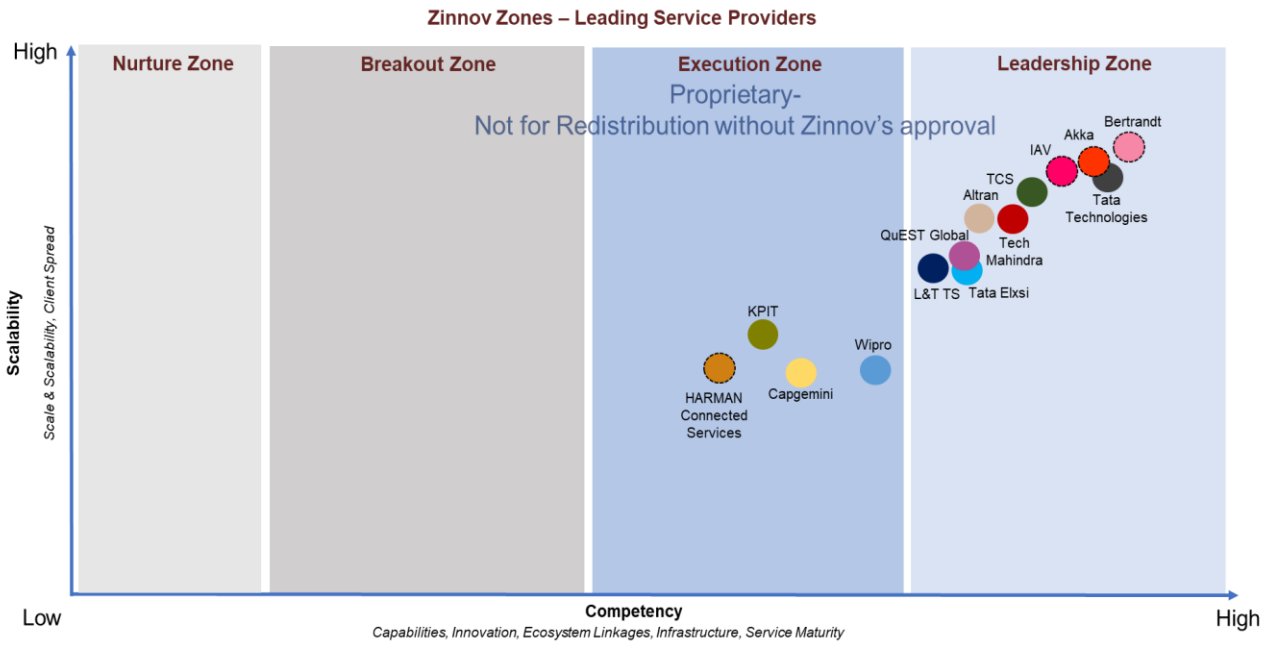 Zinnov Zones – Leading Service Providers
High
Nurture Zone
Breakout Zone
Execution Zone
Leadership Zone
Proprietary-
Not for Redistribution without Zinnov's approval
Bertrandt
Akka
IAV
TCS
Tata
Technologies
Altran
Tech
Mahindra
QuEST Global
L&T TS
Tata Elxsi
KPIT
Wipro
HARMAN
Connected
Services
Capgemini
Scalability
Scale & Scalability, Client Spread
Low
Competency
High
Capabilities, Innovation, Ecosystem Linkages, Infrastructure, Service Maturity